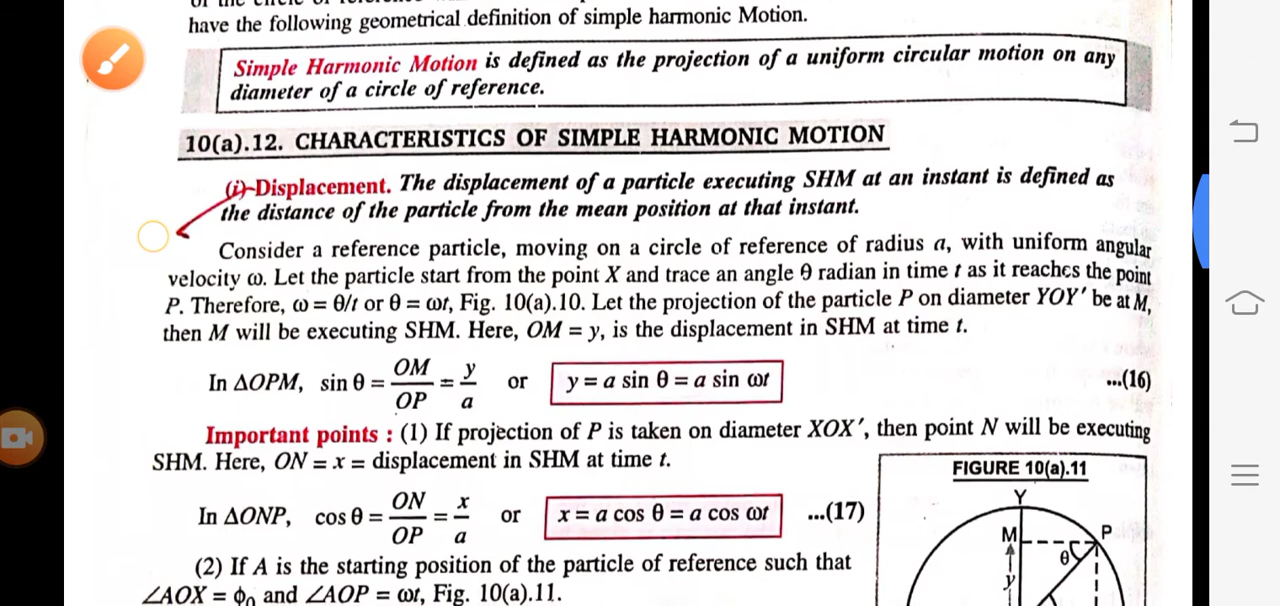 have the following geometrical definition of simple harmonic Motion.
Simple Harmonic Motion is defined as the projection of a uniform circular motion on any
diameter of a circle of reference.
10(a).12. CHARACTERISTICS OF SIMPLE HARMONIC MOTION
(i) Displacement. The displacement of a particle executing SHM at an instant is defined as
the distance of the particle from the mean position at that instant.
Consider a reference particle, moving on a circle of reference of radius a, with uniform angular
velocity ω. Let the particle start from the point X and trace an angle θ radian in time t as it reaches the point
P. Therefore, ω = θ/t or θ = ωt, Fig. 10(a).10. Let the projection of the particle P on diameter YOY′ be at M,
then M will be executing SHM. Here, OM = y, is the displacement in SHM at time t.
In ΔOPM, sin θ = OM/OP = y/a or y = a sin θ = a sin ωt ...(16)
Important points : (1) If projection of P is taken on diameter XOX′, then point N will be executing
SHM. Here, ON = x = displacement in SHM at time t.
In ΔONP, cos θ = ON/OP = x/a or x = a cos θ = a cos ωt ...(17)
(2) If A is the starting position of the particle of reference such that
∠AOX = ϕ₀ and ∠AOP = ωt, Fig. 10(a).11.
FIGURE 10(a).11
Y
M P
θ
y